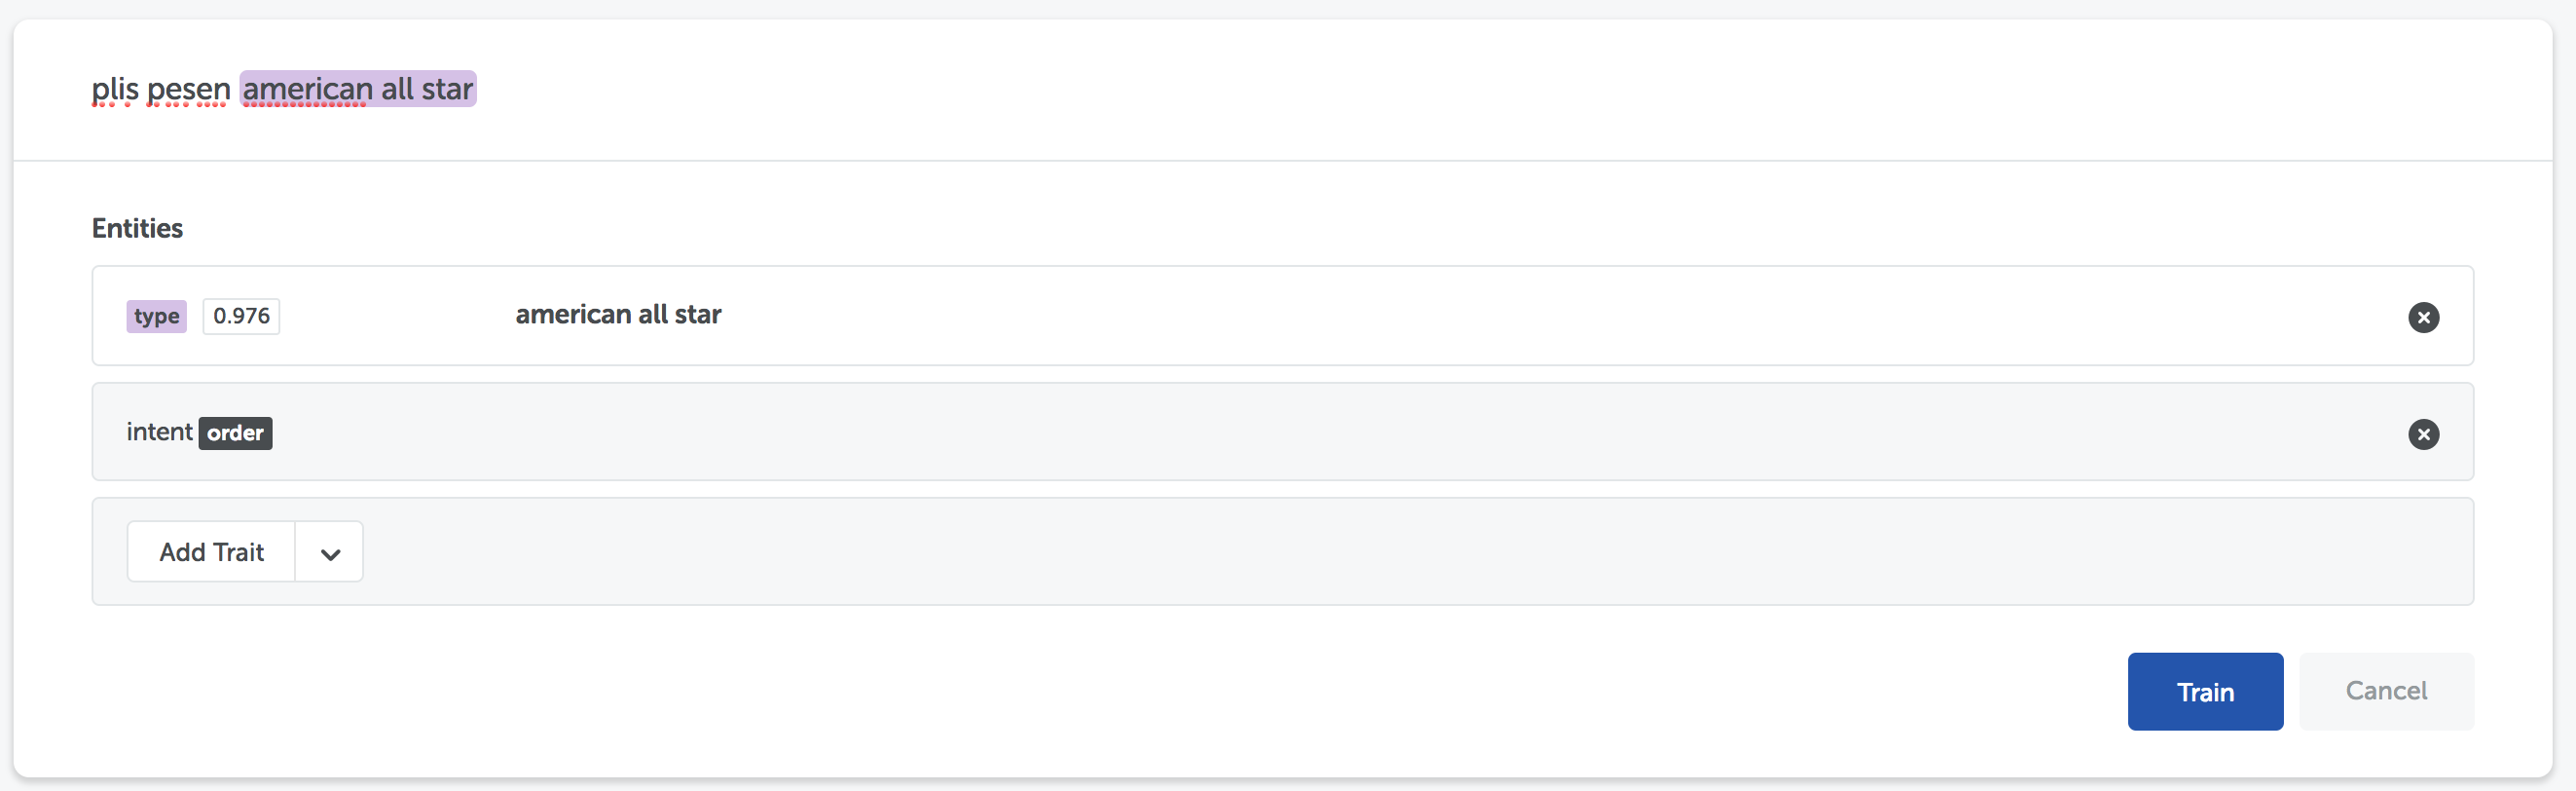 plis pesen american all star
Entities
type 0.976 american all star
intent order
Add Trait
Train Cancel